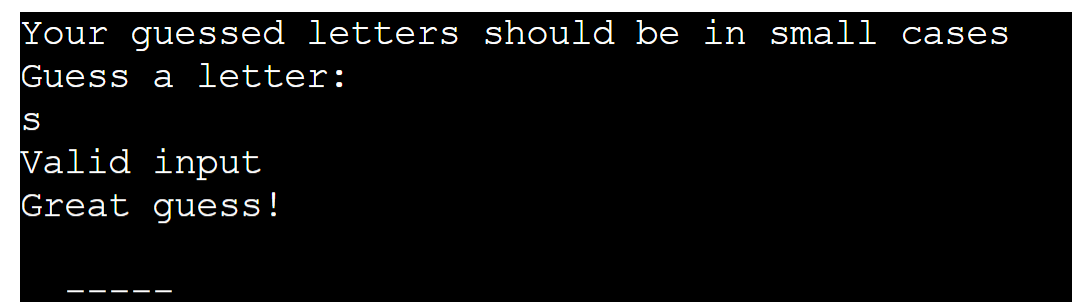 Your guessed letters should be in small cases
Guess a letter:
s
Valid input
Great guess!
-----